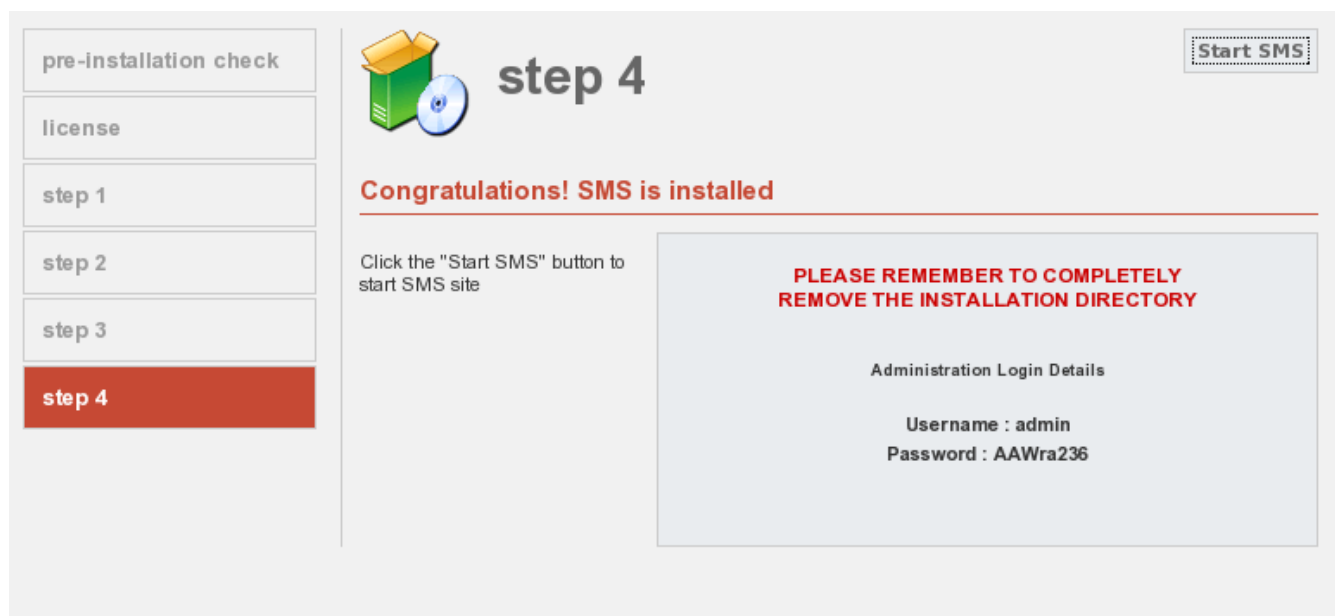 pre-installation check
license
step 1
step 2
step 3
step 4
step 4
Start SMS
Congratulations! SMS is installed
Click the "Start SMS" button to
start SMS site
PLEASE REMEMBER TO COMPLETELY
REMOVE THE INSTALLATION DIRECTORY
Administration Login Details
Username : admin
Password : AAWra236